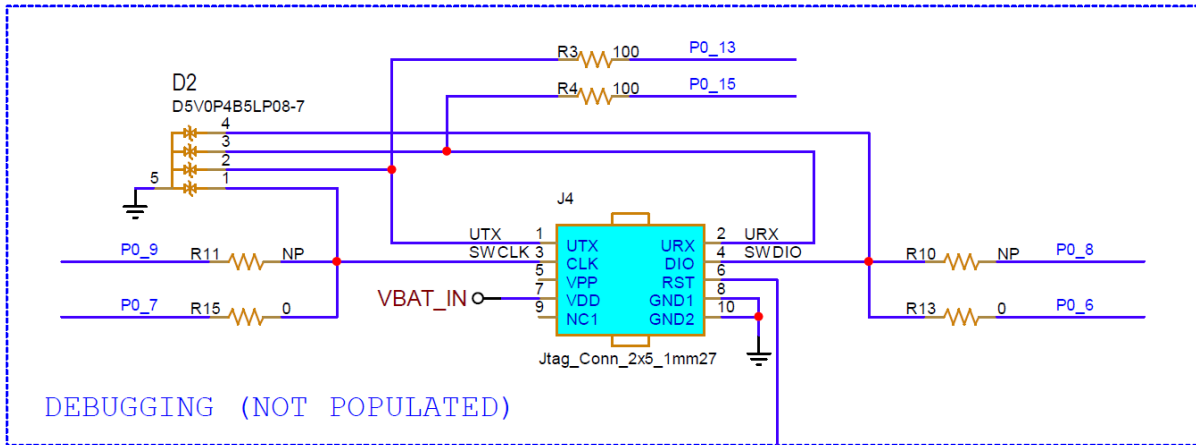 R3 100 P0_13
R4 100 P0_15
D2
D5V0P4B5LP08-7
4
3
2
5 1
J4
UTX 1 UTX URX 2 URX
SWCLK 3 CLK DIO 4 SWDIO
5 VPP RST 6
VBAT_IN 7 VDD GND1 8
9 NC1 GND2 10
P0_9 R11 NP
R10 NP P0_8
P0_7 R15 0
R13 0 P0_6
Jtag_Conn_2x5_1mm27
DEBUGGING (NOT POPULATED)